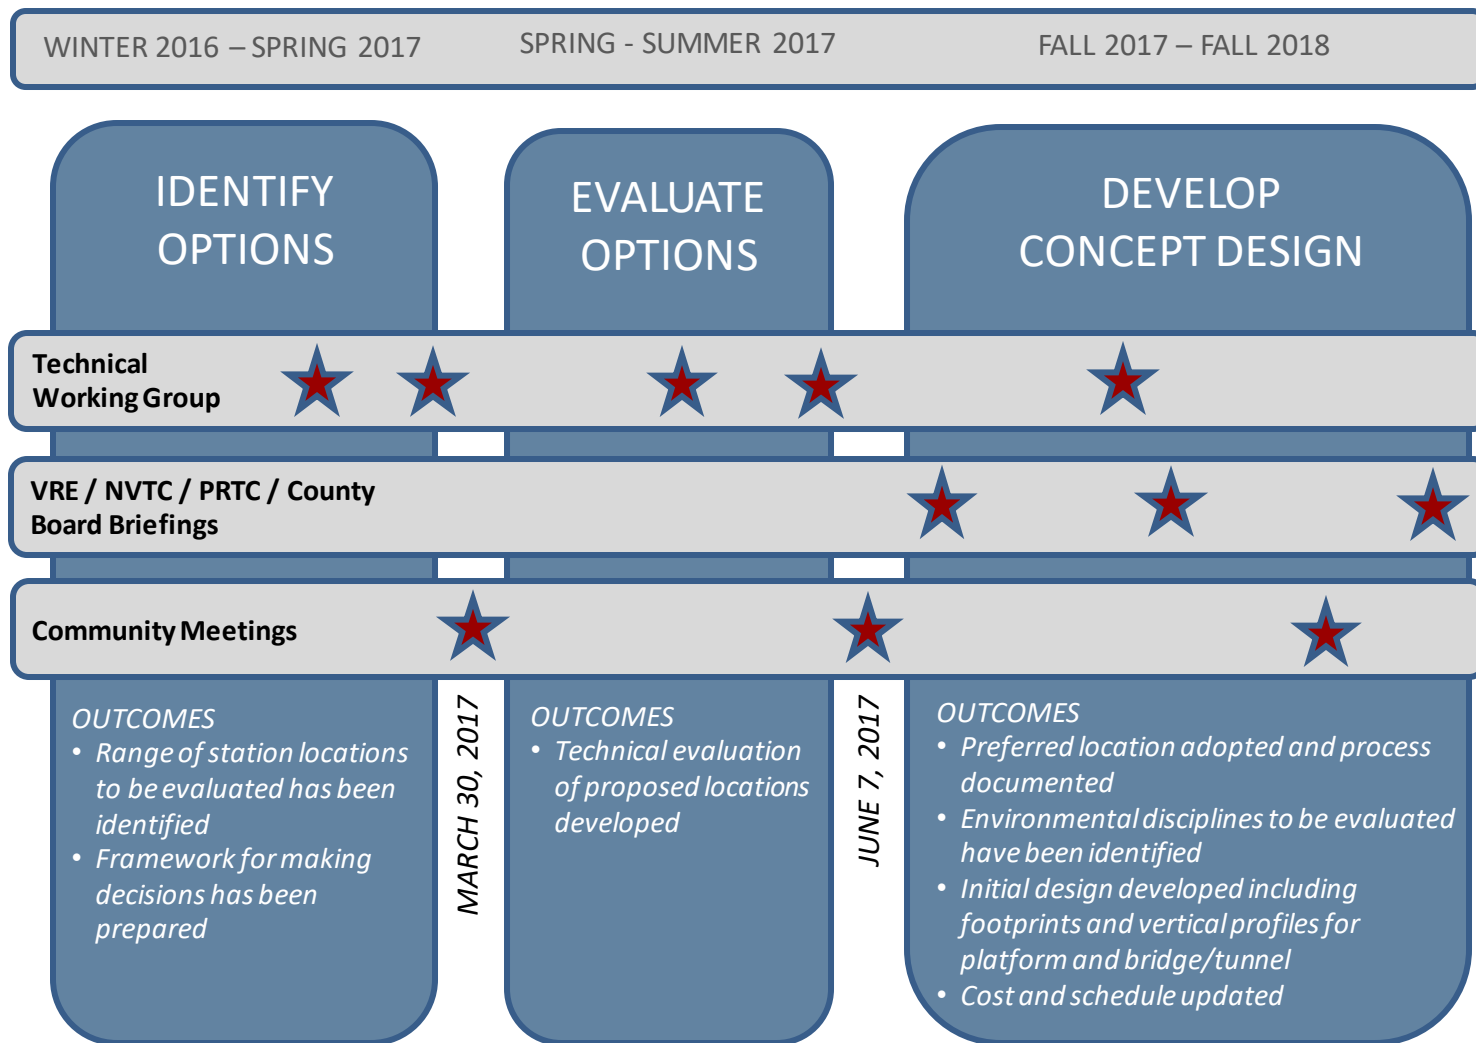 WINTER 2016 – SPRING 2017
SPRING - SUMMER 2017
FALL 2017 – FALL 2018
IDENTIFY
OPTIONS
EVALUATE
OPTIONS
DEVELOP
CONCEPT DESIGN
Technical
Working Group
VRE / NVTC / PRTC / County
Board Briefings
Community Meetings
OUTCOMES
• Range of station locations
to be evaluated has been
identified
• Framework for making
decisions has been
prepared
MARCH 30, 2017
OUTCOMES
• Technical evaluation
of proposed locations
developed
JUNE 7, 2017
OUTCOMES
• Preferred location adopted and process
documented
• Environmental disciplines to be evaluated
have been identified
• Initial design developed including
footprints and vertical profiles for
platform and bridge/tunnel
• Cost and schedule updated